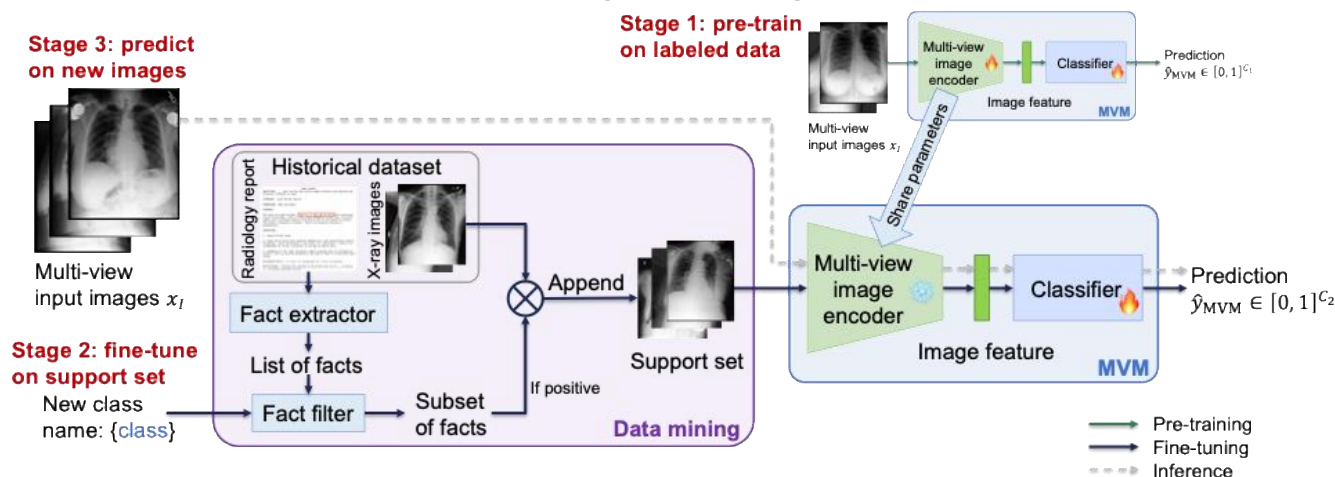 Stage 3: predict
on new images
Multi-view
input images x_I
Stage 2: fine-tune
on support set
New class
name: {class}
Historical dataset
Radiology report
X-ray images
Fact extractor
List of facts
Fact filter
Subset
of facts
If positive
Append
Support set
Data mining
Stage 1: pre-train
on labeled data
Multi-view
input images x_I
Multi-view
image
encoder
Classifier
Image feature
MVM
Prediction
ŷ_MVM ∈ [0, 1]^C₁
Share parameters
Multi-view
image
encoder
Classifier
Image feature
MVM
Prediction
ŷ_MVM ∈ [0, 1]^C₂
Pre-training
Fine-tuning
Inference